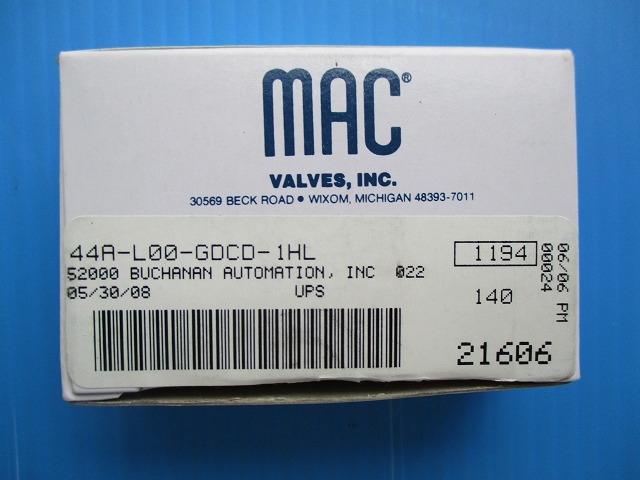 MAC®
VALVES, INC.
30569 BECK ROAD • WIXOM, MICHIGAN 48393-7011
44A-L00-GDCD-1HL
1194
52000 BUCHANAN AUTOMATION, INC 022
05/30/08 UPS
140
21606
06/06 PM
00024